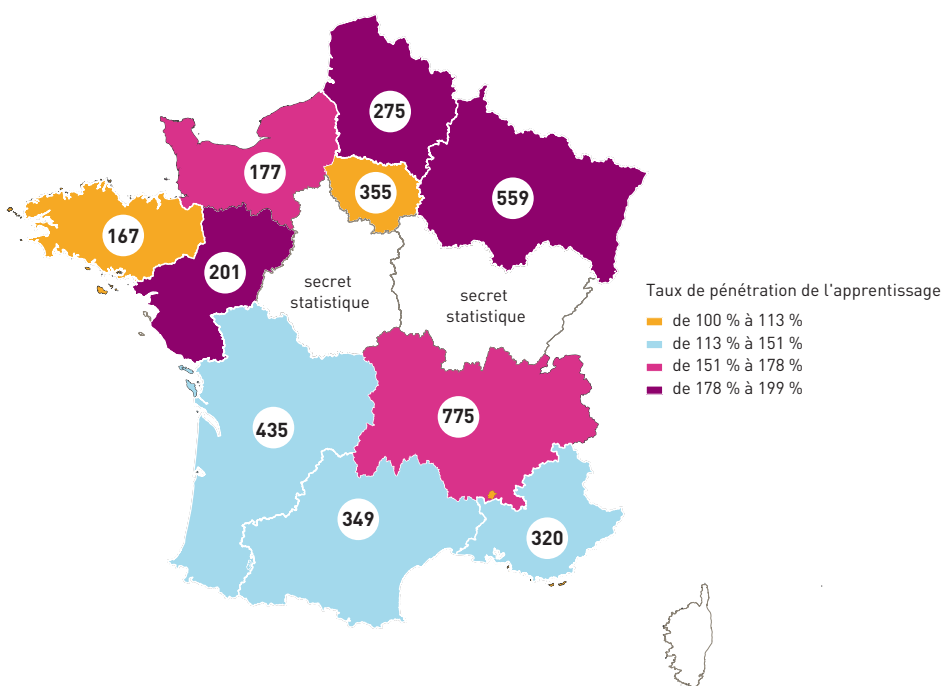 275
177
355
559
167
201
secret
statistique
secret
statistique
Taux de pénétration de l'apprentissage
de 100 % à 113 %
de 113 % à 151 %
de 151 % à 178 %
de 178 % à 199 %
775
435
349
320